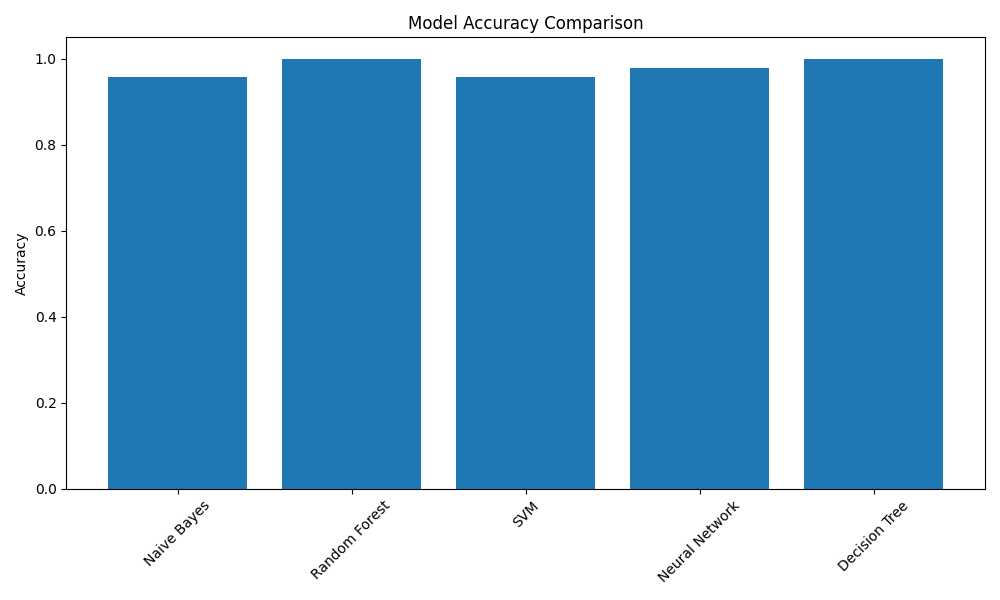 Model Accuracy Comparison
Accuracy
1.0
0.8
0.6
0.4
0.2
0.0
Naive Bayes
Random Forest
SVM
Neural Network
Decision Tree